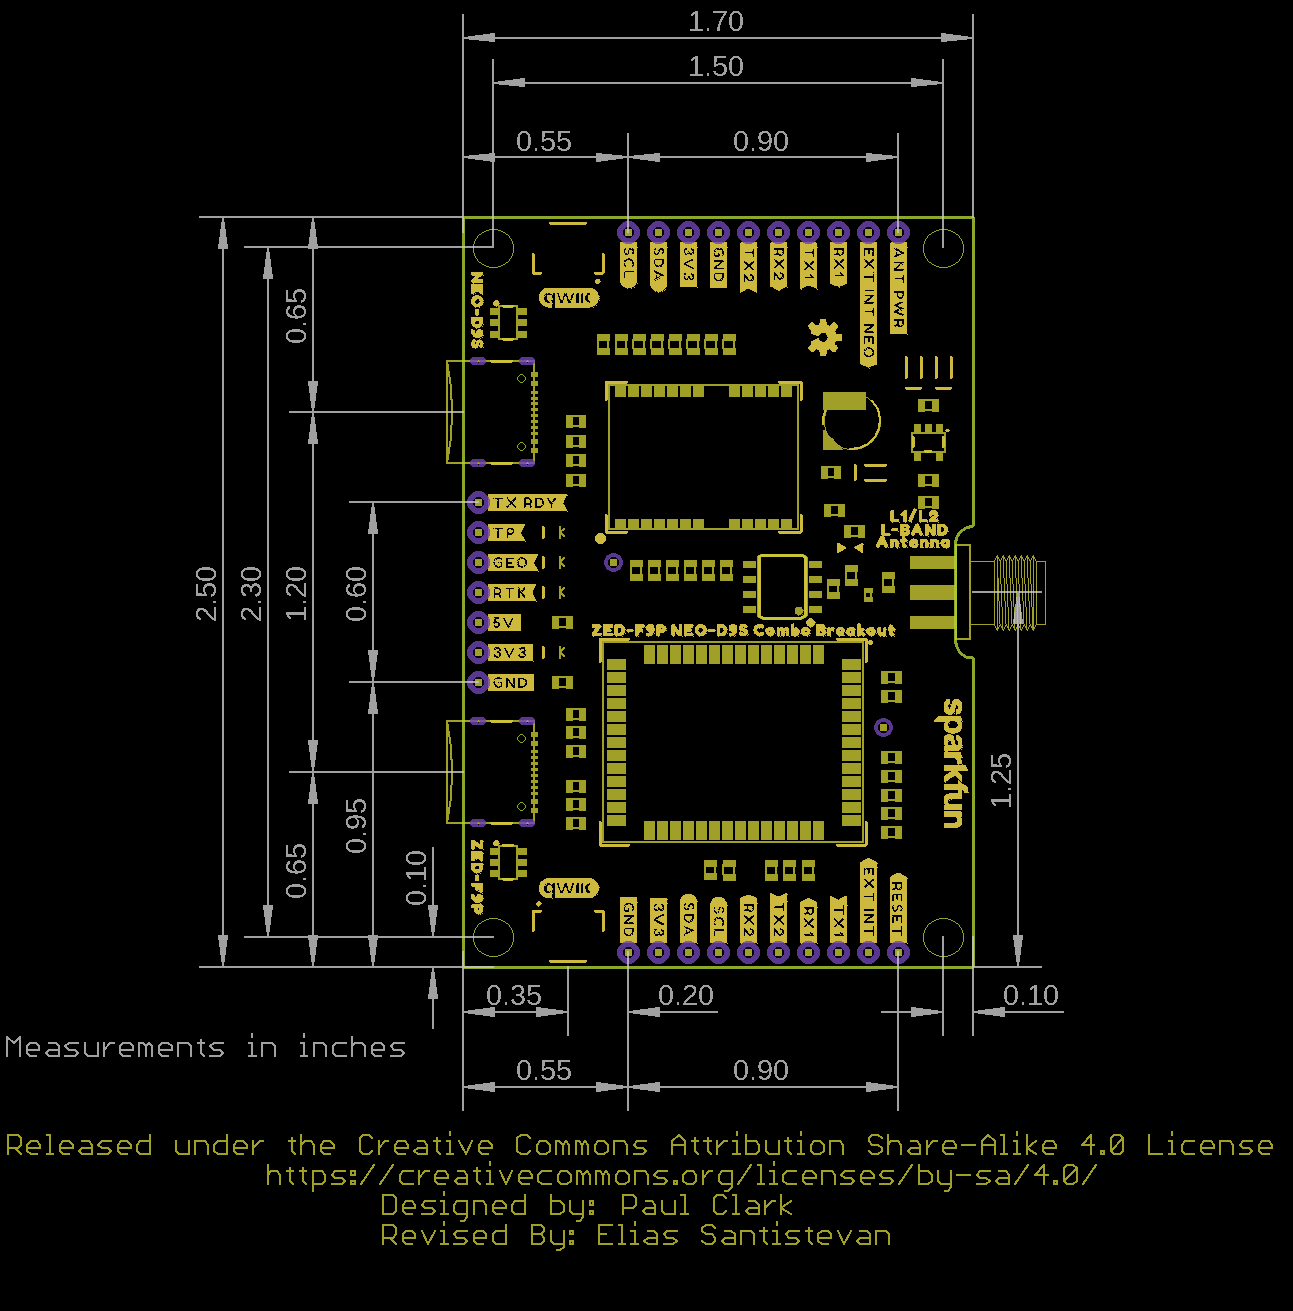 1.70
1.50
0.55
0.90
SCL
SDA
3V3
GND
TX2
RX2
TX1
RX1
EXT INT NEO
ANT PWR
NEO-D9S
qwiic
0.65
TX RDY
TP
GEO
RTK
5V
3V3
GND
L1/L2
L-BAND
Antenna
2.50
2.30
1.20
0.60
ZED-F9P NEO-D9S Combo Breakout
sparkfun
1.25
0.65
0.95
0.10
ZED-F9P
qwiic
GND
3V3
SDA
SCL
RX2
TX2
RX1
TX1
EXT INT
RESET
0.35
0.20
0.10
Measurements in inches
0.55
0.90
Released under the Creative Commons Attribution Share-Alike 4.0 License
https://creativecommons.org/licenses/by-sa/4.0/
Designed by: Paul Clark
Revised By: Elias Santistevan